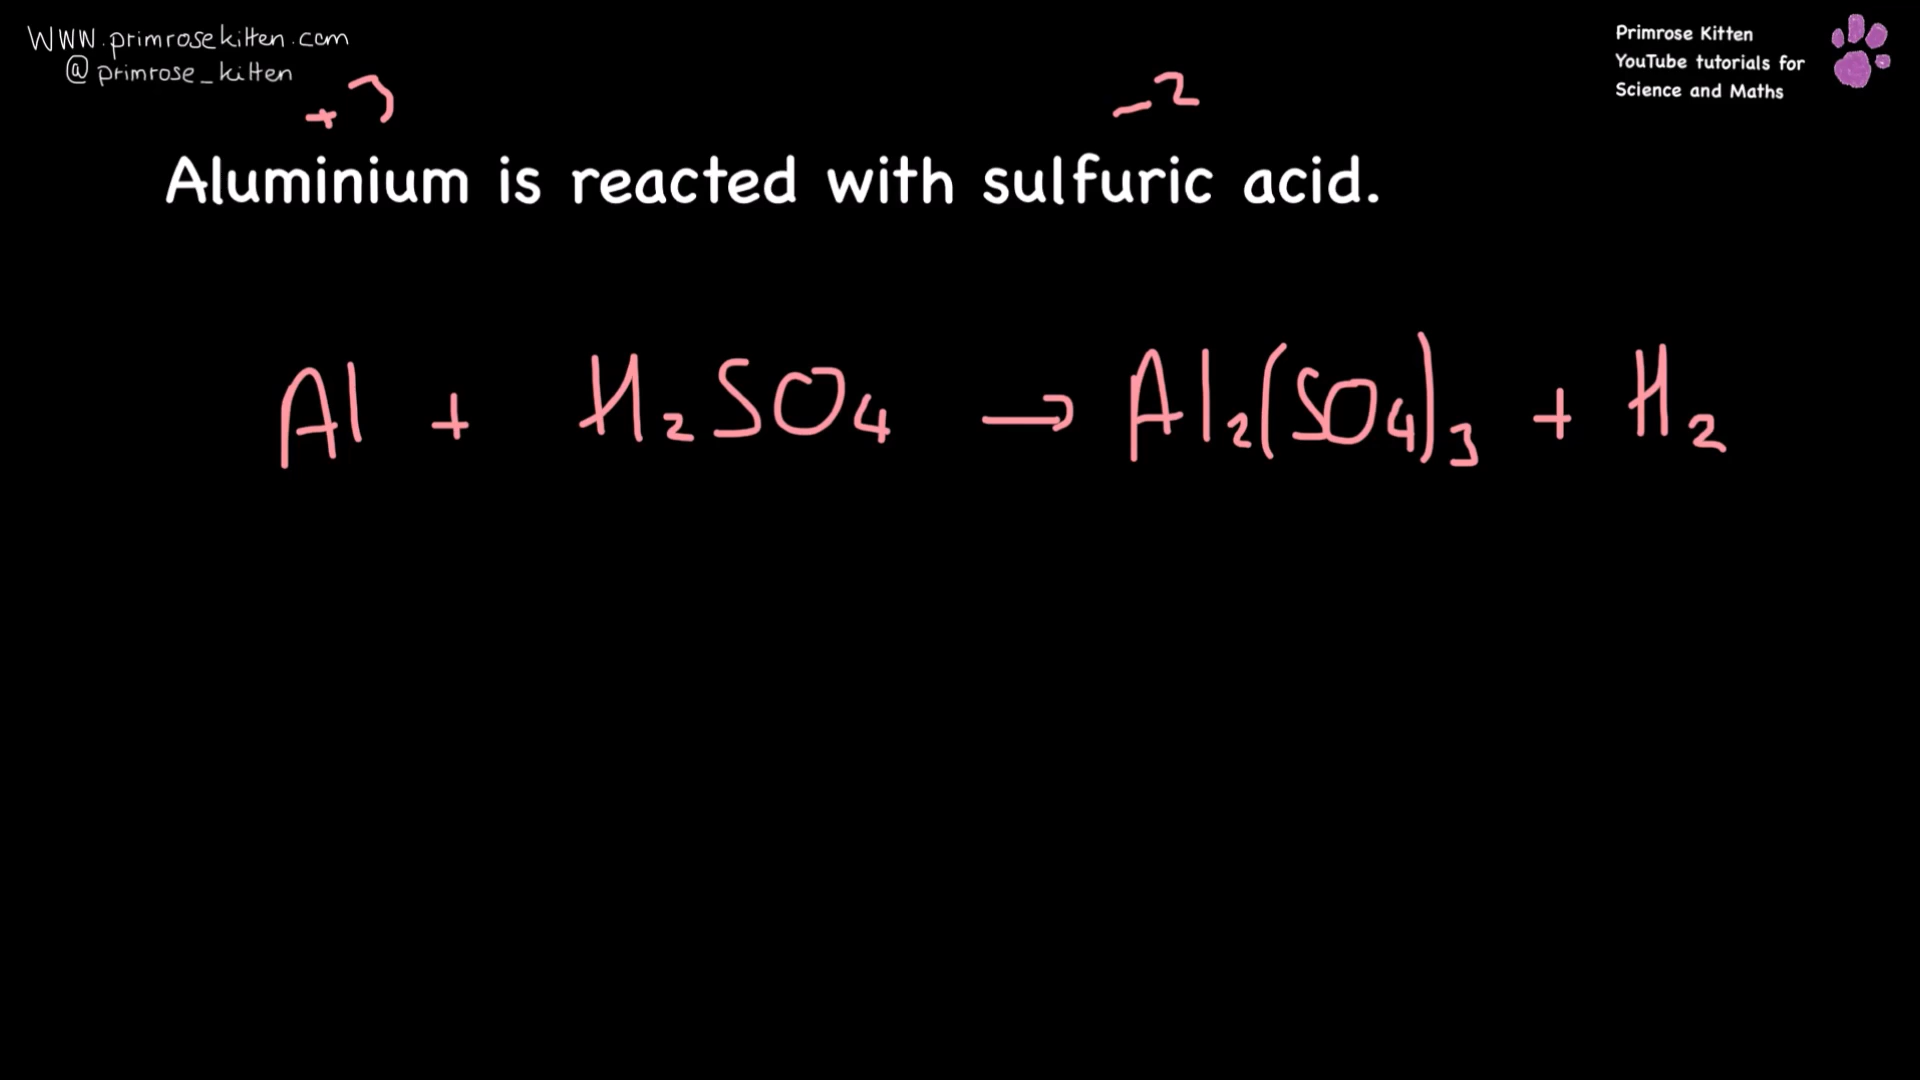 www.primrosekitten.com
@primrose_kitten
Primrose Kitten
YouTube tutorials for
Science and Maths
+3 -2
Aluminium is reacted with sulfuric acid.
Al + H₂SO₄ → Al₂(SO₄)₃ + H₂